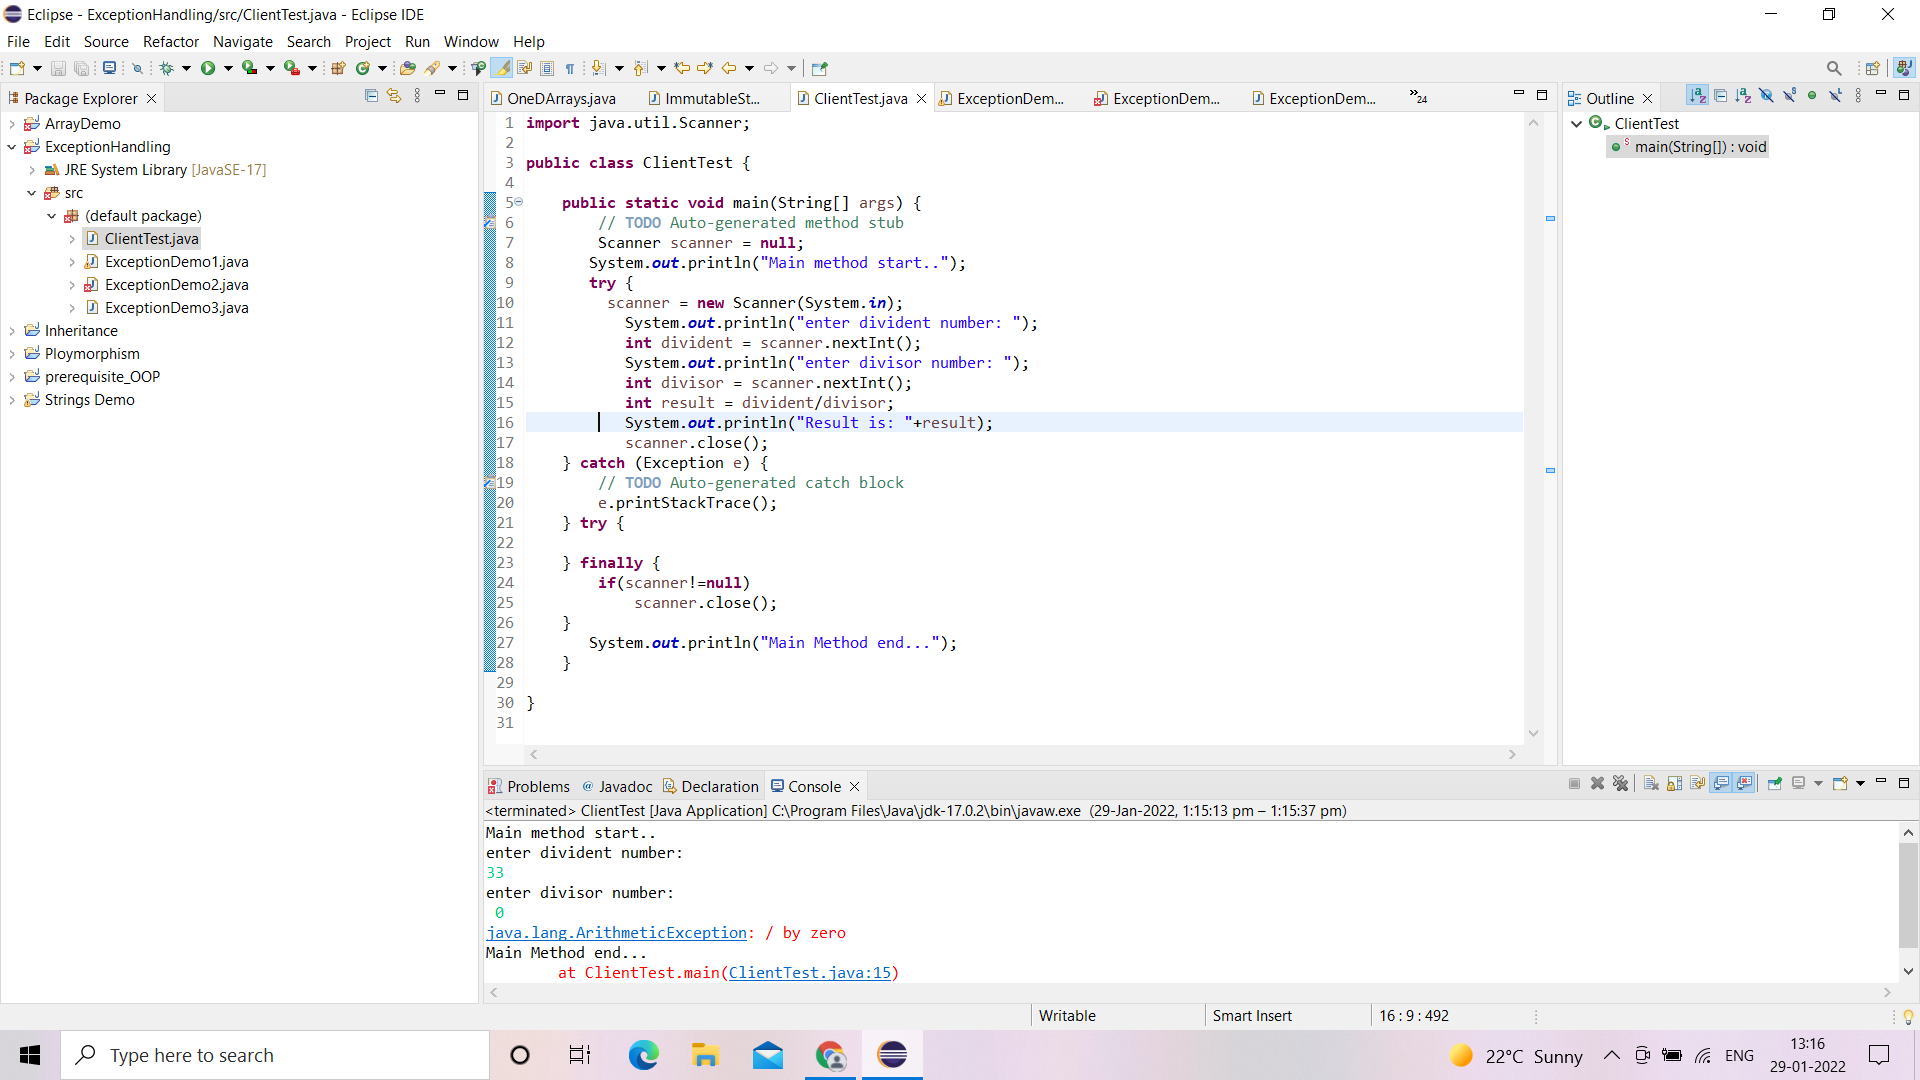 Eclipse - ExceptionHandling/src/ClientTest.java - Eclipse IDE
File Edit Source Refactor Navigate Search Project Run Window Help
Package Explorer
ArrayDemo
ExceptionHandling
JRE System Library [JavaSE-17]
src
(default package)
ClientTest.java
ExceptionDemo1.java
ExceptionDemo2.java
ExceptionDemo3.java
Inheritance
Ploymorphism
prerequisite_OOP
Strings Demo
OneDArrays.java ImmutableSt... ClientTest.java ExceptionDem... ExceptionDem... ExceptionDem... »24
1 import java.util.Scanner;
2
3 public class ClientTest {
4
5 public static void main(String[] args) {
6 // TODO Auto-generated method stub
7 Scanner scanner = null;
8 System.out.println("Main method start..");
9 try {
10 scanner = new Scanner(System.in);
11 System.out.println("enter divident number: ");
12 int divident = scanner.nextInt();
13 System.out.println("enter divisor number: ");
14 int divisor = scanner.nextInt();
15 int result = divident/divisor;
16 System.out.println("Result is: "+result);
17 scanner.close();
18 } catch (Exception e) {
19 // TODO Auto-generated catch block
20 e.printStackTrace();
21 } try {
22
23 } finally {
24 if(scanner!=null)
25 scanner.close();
26 }
27 System.out.println("Main Method end...");
28 }
29
30 }
31
Outline
ClientTest
main(String[]) : void
Problems @ Javadoc Declaration Console
<terminated> ClientTest [Java Application] C:\Program Files\Java\jdk-17.0.2\bin\javaw.exe (29-Jan-2022, 1:15:13 pm – 1:15:37 pm)
Main method start..
enter divident number:
33
enter divisor number:
0
java.lang.ArithmeticException: / by zero
Main Method end...
at ClientTest.main(ClientTest.java:15)
Writable Smart Insert 16 : 9 : 492
Type here to search
22°C Sunny ENG 13:16
29-01-2022